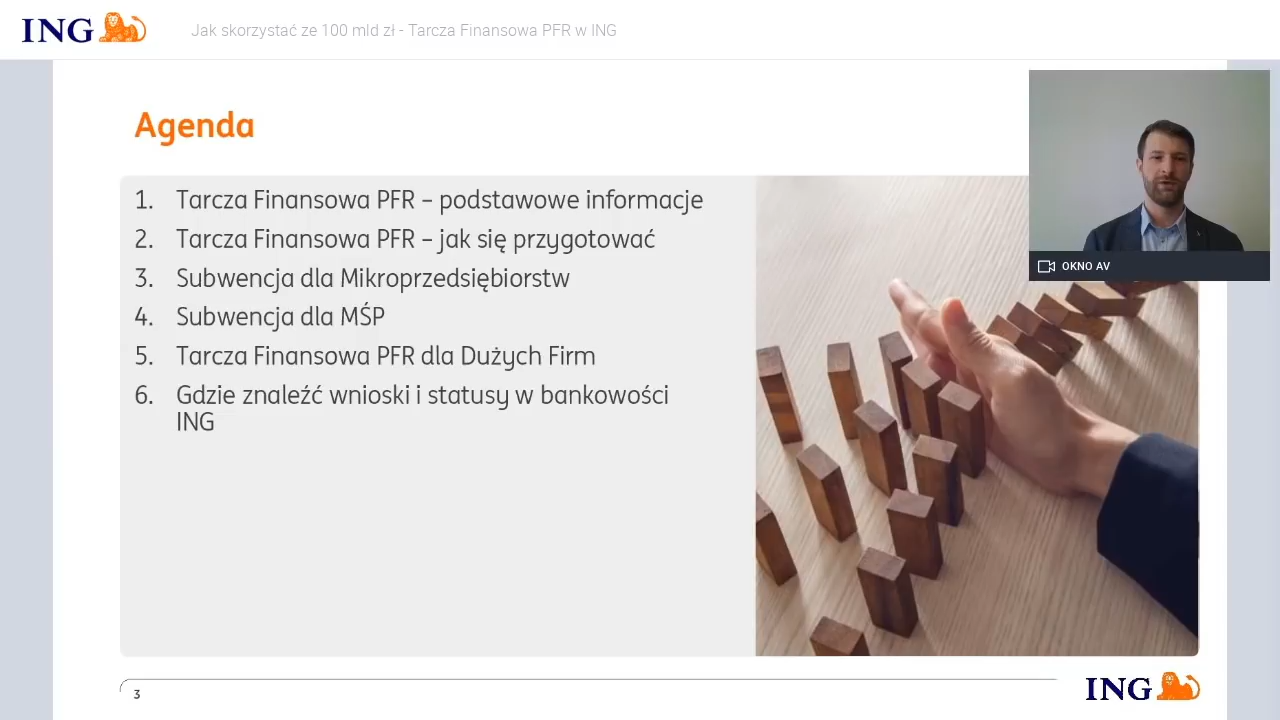 ING
Jak skorzystać ze 100 mld zł - Tarcza Finansowa PFR w ING
Agenda
1. Tarcza Finansowa PFR – podstawowe informacje
2. Tarcza Finansowa PFR – jak się przygotować
3. Subwencja dla Mikroprzedsiębiorstw
4. Subwencja dla MŚP
5. Tarcza Finansowa PFR dla Dużych Firm
6. Gdzie znaleźć wnioski i statusy w bankowości
ING
OKNO AV
3
ING